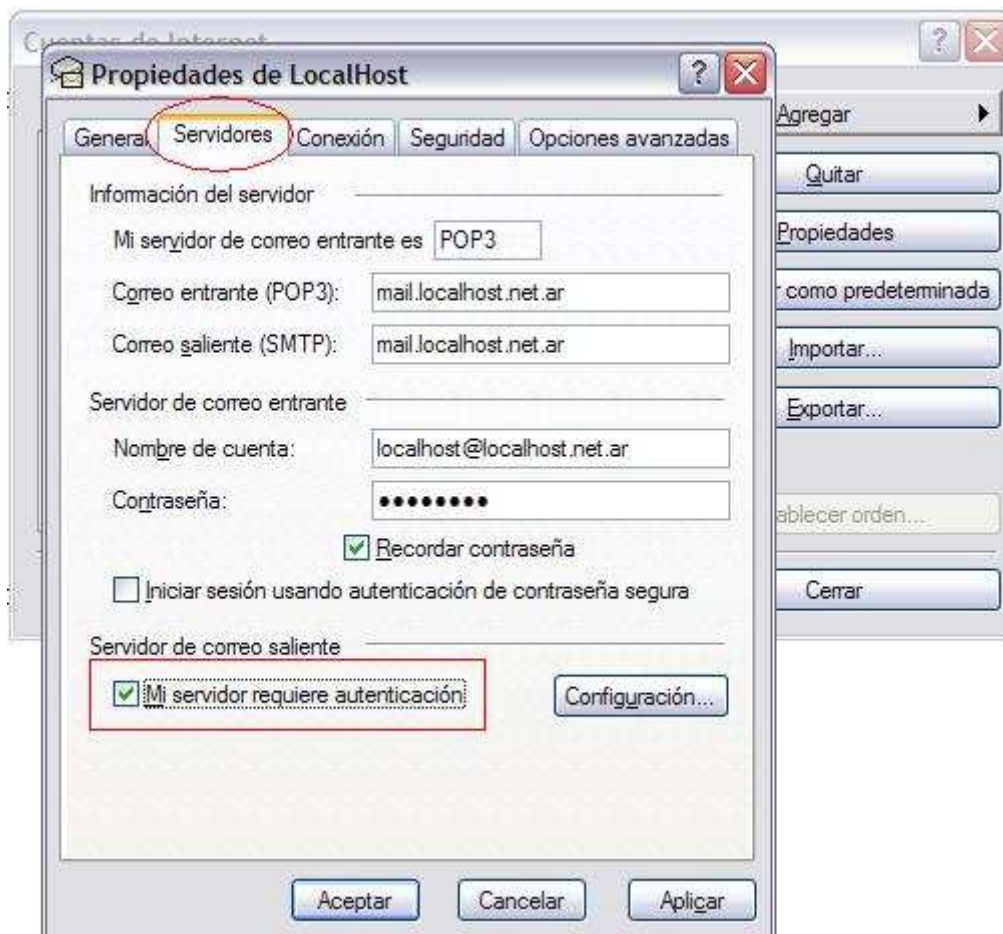 Cuentas de Internet
Propiedades de LocalHost
General Servidores Conexión Seguridad Opciones avanzadas
Información del servidor
Mi servidor de correo entrante es POP3
Correo entrante (POP3): mail.localhost.net.ar
Correo saliente (SMTP): mail.localhost.net.ar
Servidor de correo entrante
Nombre de cuenta: localhost@localhost.net.ar
Contraseña: ●●●●●●●●
Recordar contraseña
Iniciar sesión usando autenticación de contraseña segura
Servidor de correo saliente
Mi servidor requiere autenticación Configuración...
Aceptar Cancelar Aplicar
Agregar
Quitar
Propiedades
r como predeterminada
Importar...
Exportar...
ablecer orden...
Cerrar